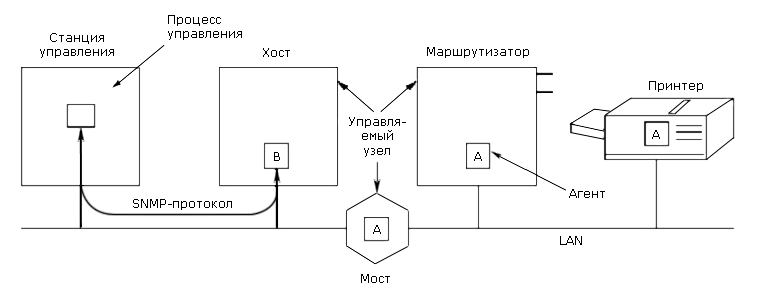 Процесс
управления
Станция
управления
Хост
Маршрутизатор
Принтер
Управля-
емый
узел
B
A
A
Агент
SNMP-протокол
A
LAN
Мост